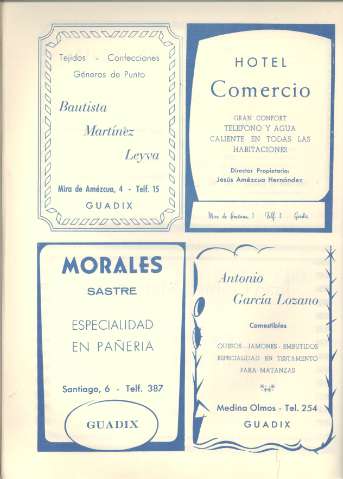 Tejidos - Confecciones
Géneros de Punto
Bautista
Martínez
Leyva
Mira de Amézcua, 4 - Telf. 15
GUADIX
HOTEL
Comercio
GRAN CONFORT
TELEFONO Y AGUA
CALIENTE EN TODAS LAS
HABITACIONES
Director Propietario:
Jesús Amézcua Hernández
Mira de Amézcua, 1 Telf. 1 Guadix
MORALES
SASTRE
ESPECIALIDAD
EN PAÑERIA
Santiago, 6 - Telf. 387
GUADIX
Antonio
García Lozano
Comestibles
QUESOS - JAMONES - EMBUTIDOS
ESPECIALIDAD EN
PARA MATANZAS
Medina Olmos - Tel. 254
GUADIX